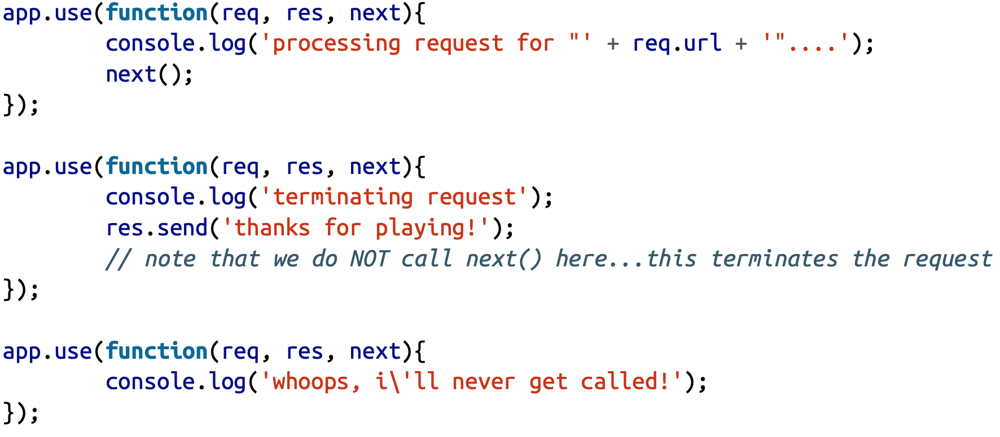 app.use(function(req, res, next){
        console.log('processing request for "' + req.url + '"....');
        next();
});

app.use(function(req, res, next){
        console.log('terminating request');
        res.send('thanks for playing!');
        // note that we do NOT call next() here...this terminates the request
});

app.use(function(req, res, next){
        console.log('whoops, i\'ll never get called!');
});